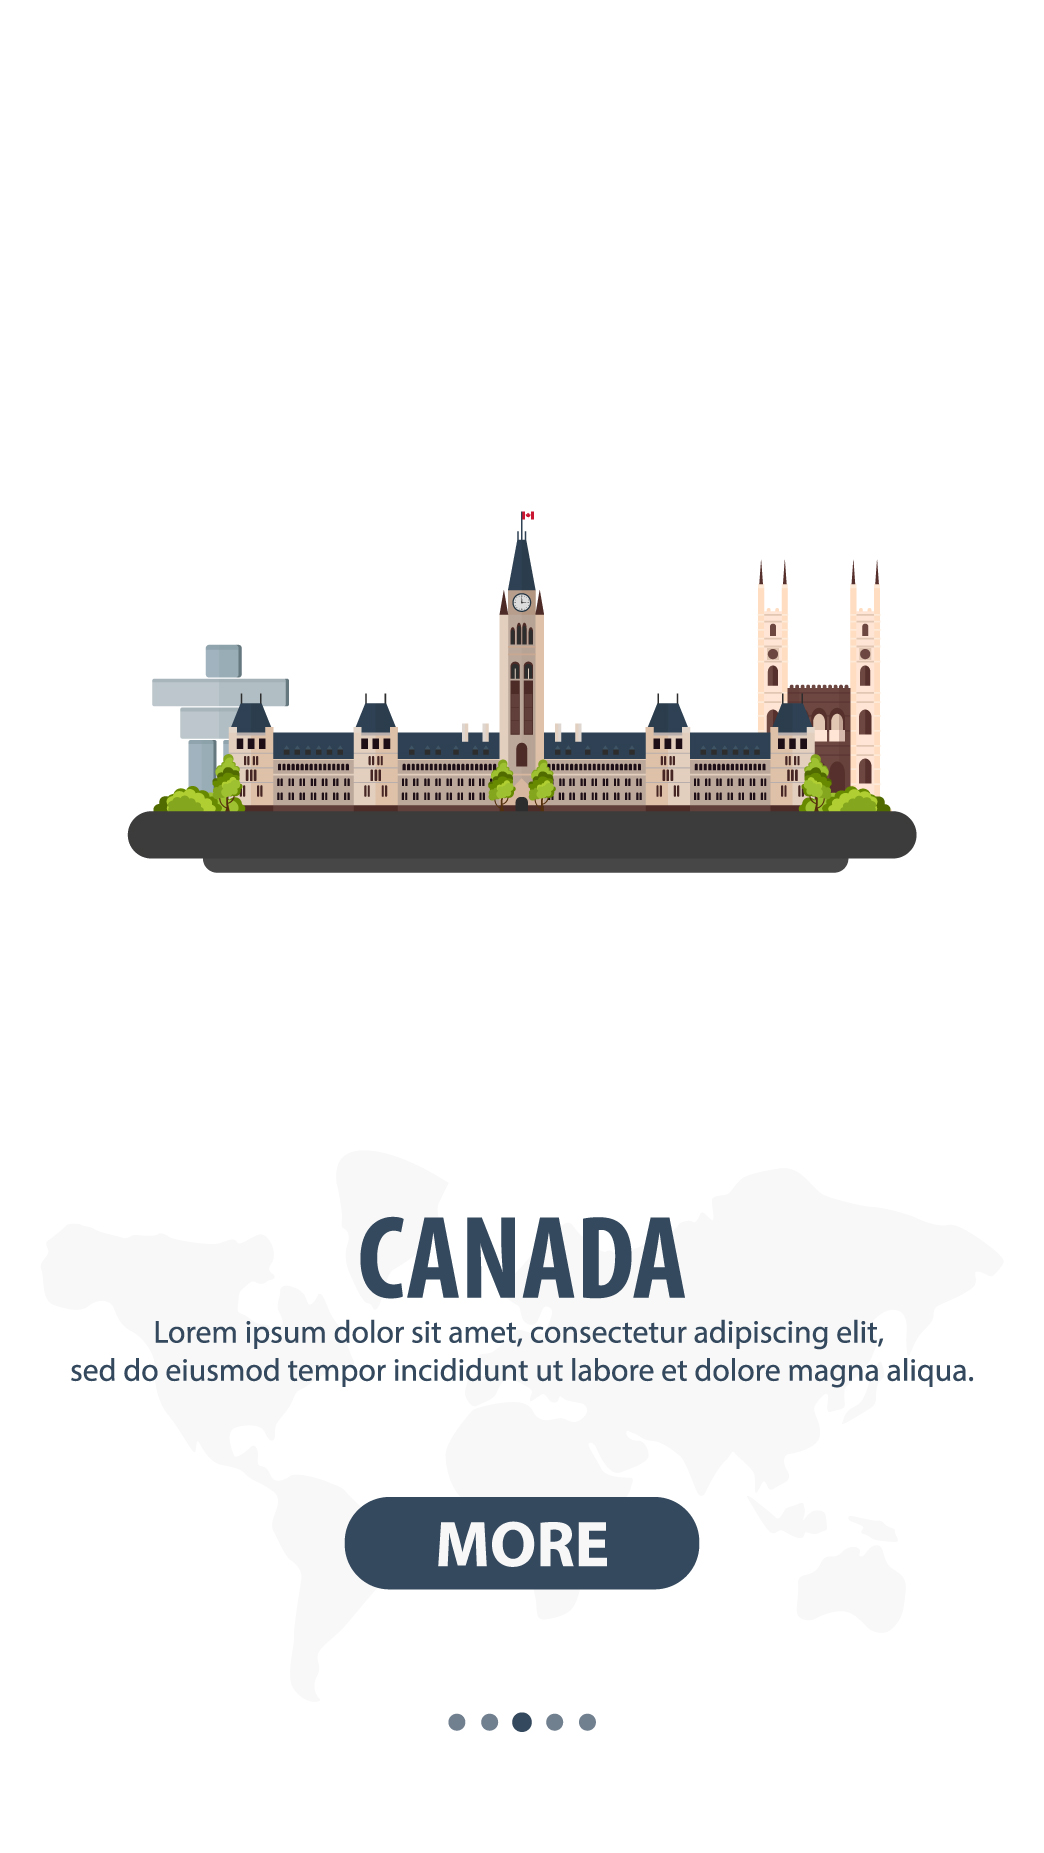 CANADA
Lorem ipsum dolor sit amet, consectetur adipiscing elit,
sed do eiusmod tempor incididunt ut labore et dolore magna aliqua.
MORE